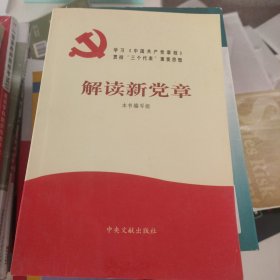 学习《中国共产党章程》
贯彻“三个代表”重要思想
解读新党章
本书编写组
中央文献出版社